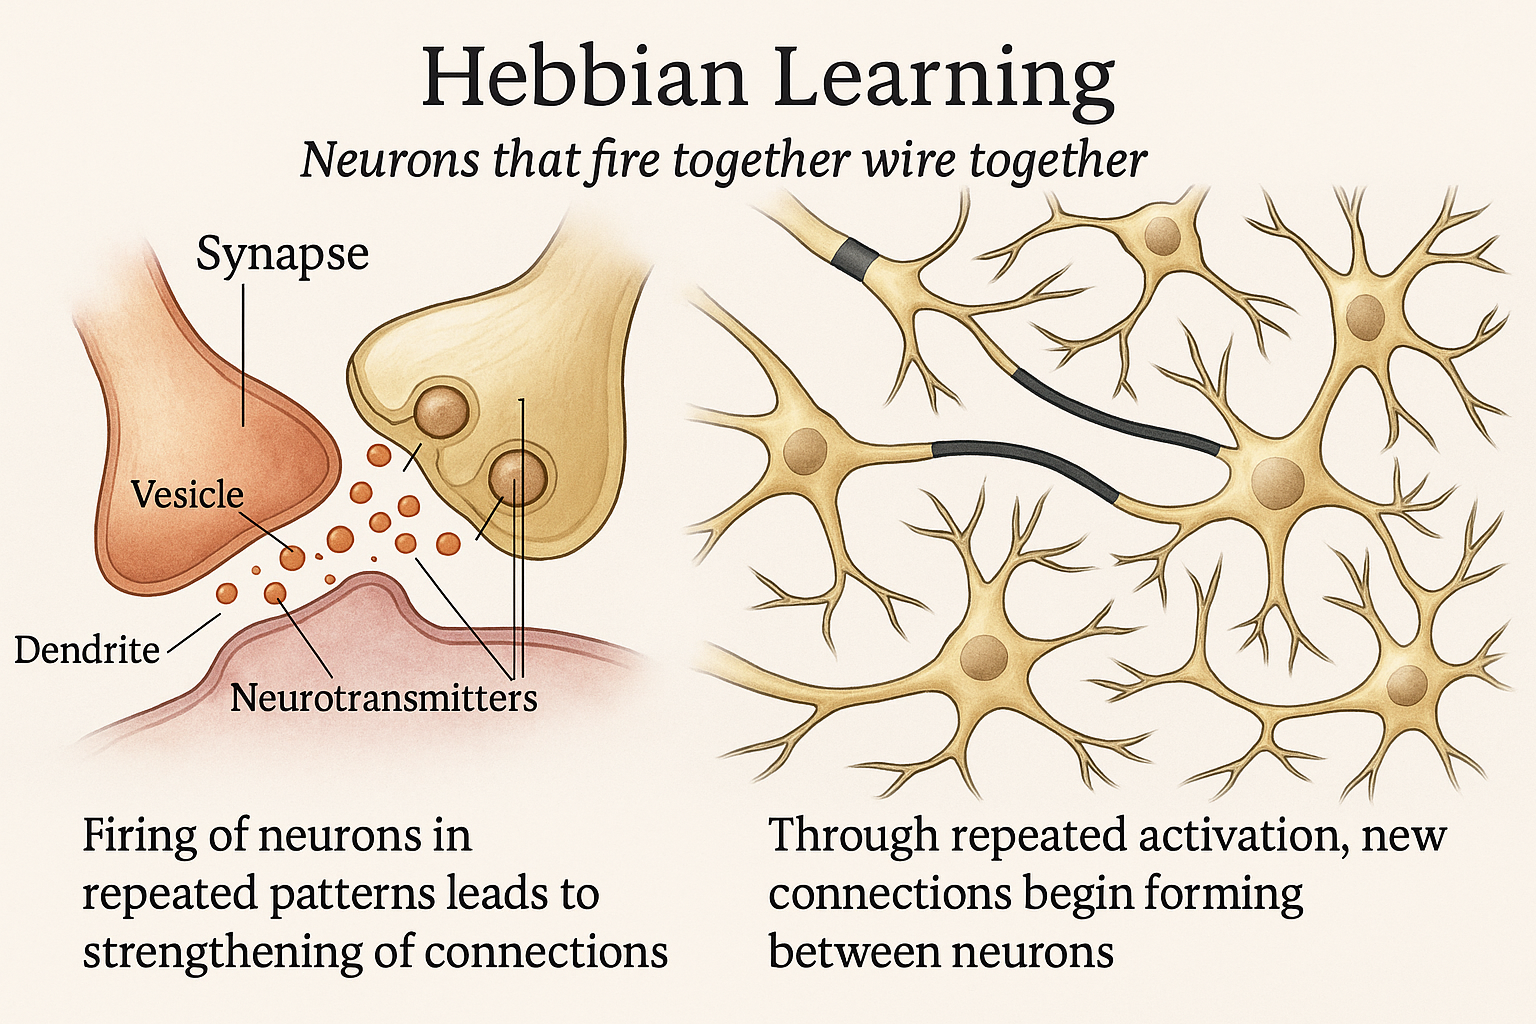 Hebbian Learning
Neurons that fire together wire together
Synapse
Vesicle
Dendrite
Neurotransmitters
Firing of neurons in
repeated patterns leads to
strengthening of connections
Through repeated activation, new
connections begin forming
between neurons